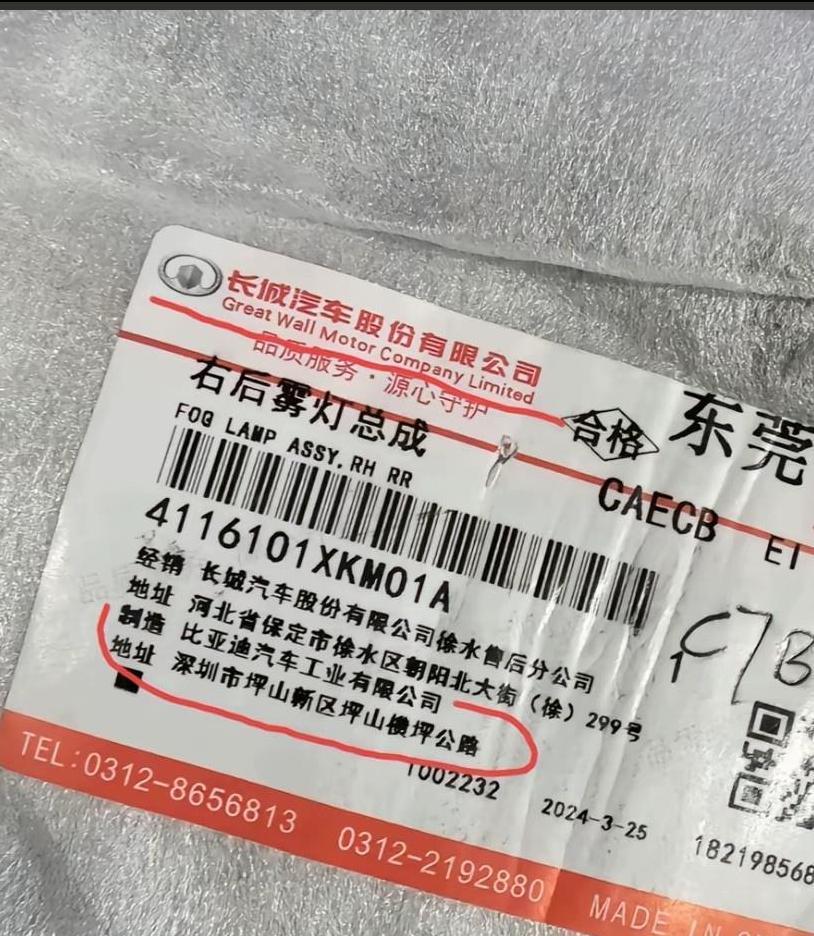 长城汽车股份有限公司
Great Wall Motor Company Limited
品质服务·源心守护
右后雾灯总成
合格
东莞
FOG LAMP ASSY,RH RR
CAECB
4116101XKM01A
经销 长城汽车股份有限公司徐水售后分公司
地址 河北省保定市徐水区朝阳北大街(徐)299号
制造 比亚迪汽车工业有限公司
地址 深圳市坪山新区坪山横坪公路
1002232
2024-3-25
18219856
TEL:0312-8656813 0312-2192880
MADE IN